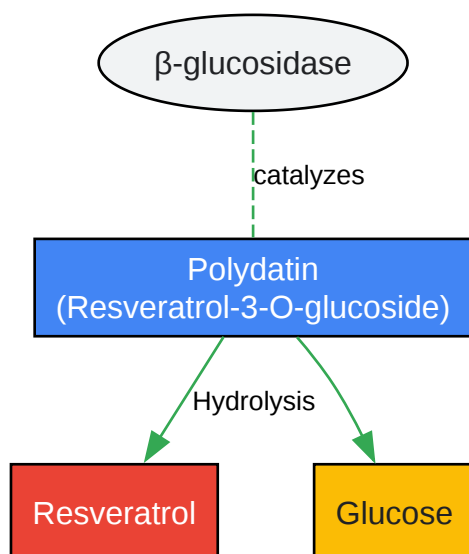 β-glucosidase
catalyzes
Polydatin
(Resveratrol-3-O-glucoside)
Hydrolysis
Resveratrol
Glucose